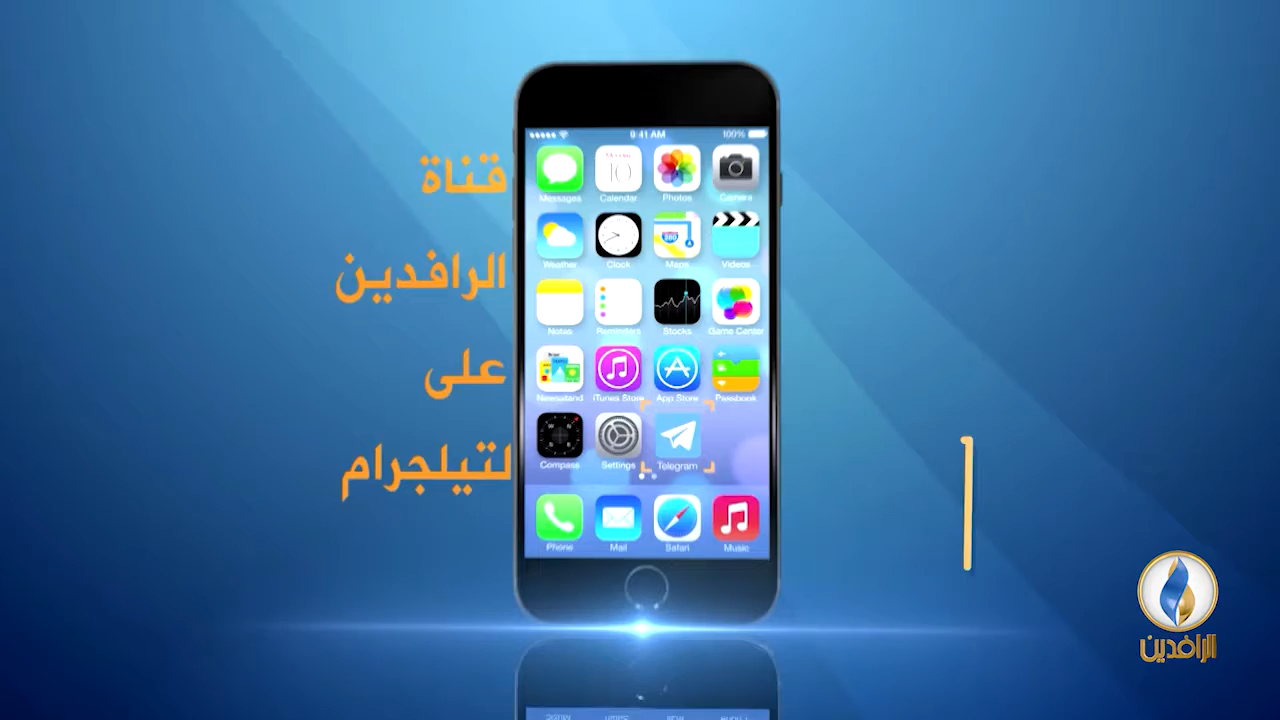 قناة
الرافدين
على
لتيلجرام
9:41 AM 100%
Messages Calendar Photos Camera
10
Weather Clock Maps Videos
280
Notes Reminders Stocks Game Center
Newsstand iTunes Store App Store Passbook
Compass Settings Telegram
Phone Mail Safari Music
ا
الرافدين